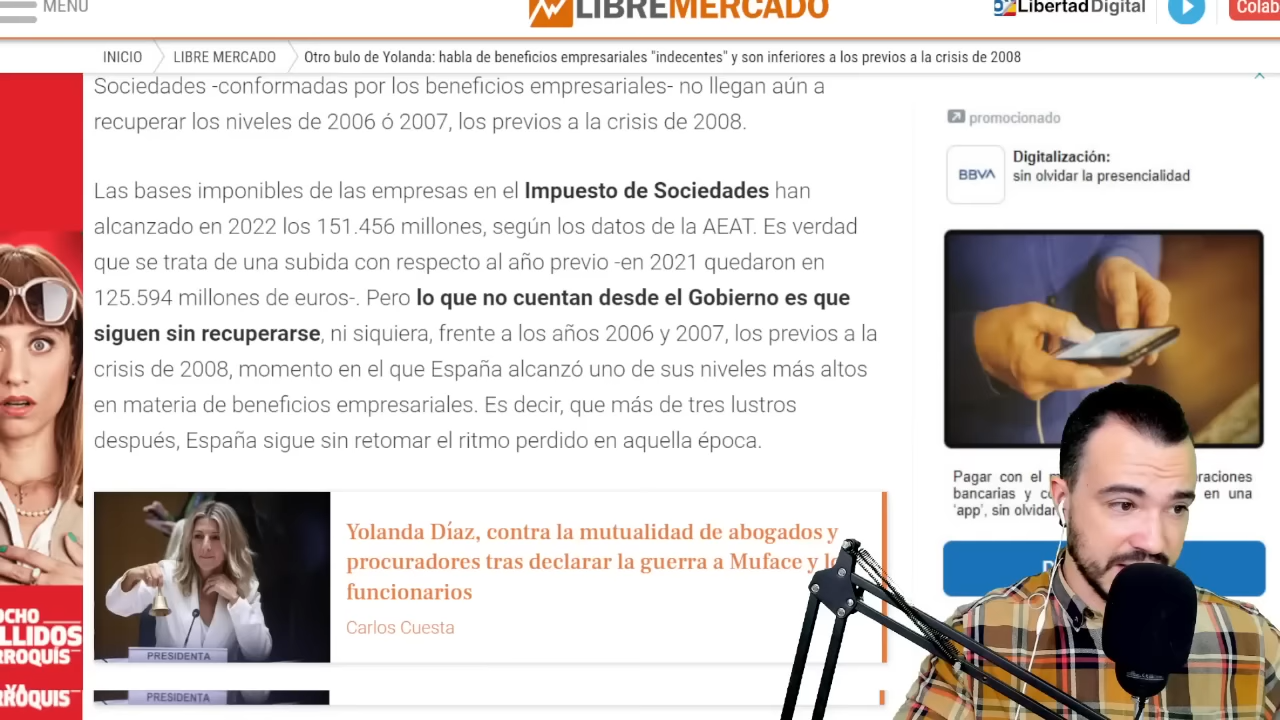 MENÚ
LIBREMERCADO
Libertad Digital
Colab
INICIO
LIBRE MERCADO
Otro bulo de Yolanda: habla de beneficios empresariales "indecentes" y son inferiores a los previos a la crisis de 2008
Sociedades -conformadas por los beneficios empresariales- no llegan aún a
recuperar los niveles de 2006 ó 2007, los previos a la crisis de 2008.
Las bases imponibles de las empresas en el Impuesto de Sociedades han
alcanzado en 2022 los 151.456 millones, según los datos de la AEAT. Es verdad
que se trata de una subida con respecto al año previo -en 2021 quedaron en
125.594 millones de euros-. Pero lo que no cuentan desde el Gobierno es que
siguen sin recuperarse, ni siquiera, frente a los años 2006 y 2007, los previos a la
crisis de 2008, momento en el que España alcanzó uno de sus niveles más altos
en materia de beneficios empresariales. Es decir, que más de tres lustros
después, España sigue sin retomar el ritmo perdido en aquella época.
Yolanda Díaz, contra la mutualidad de abogados y
procuradores tras declarar la guerra a Muface y
funcionarios
Carlos Cuesta
PRESIDENTA
PRESIDENTA
promocionado
BBVA
Digitalización:
sin olvidar la presencialidad
Pagar con el
bancarias y en una
'app', sin
OCHO
LLIDOS
RROQUIS